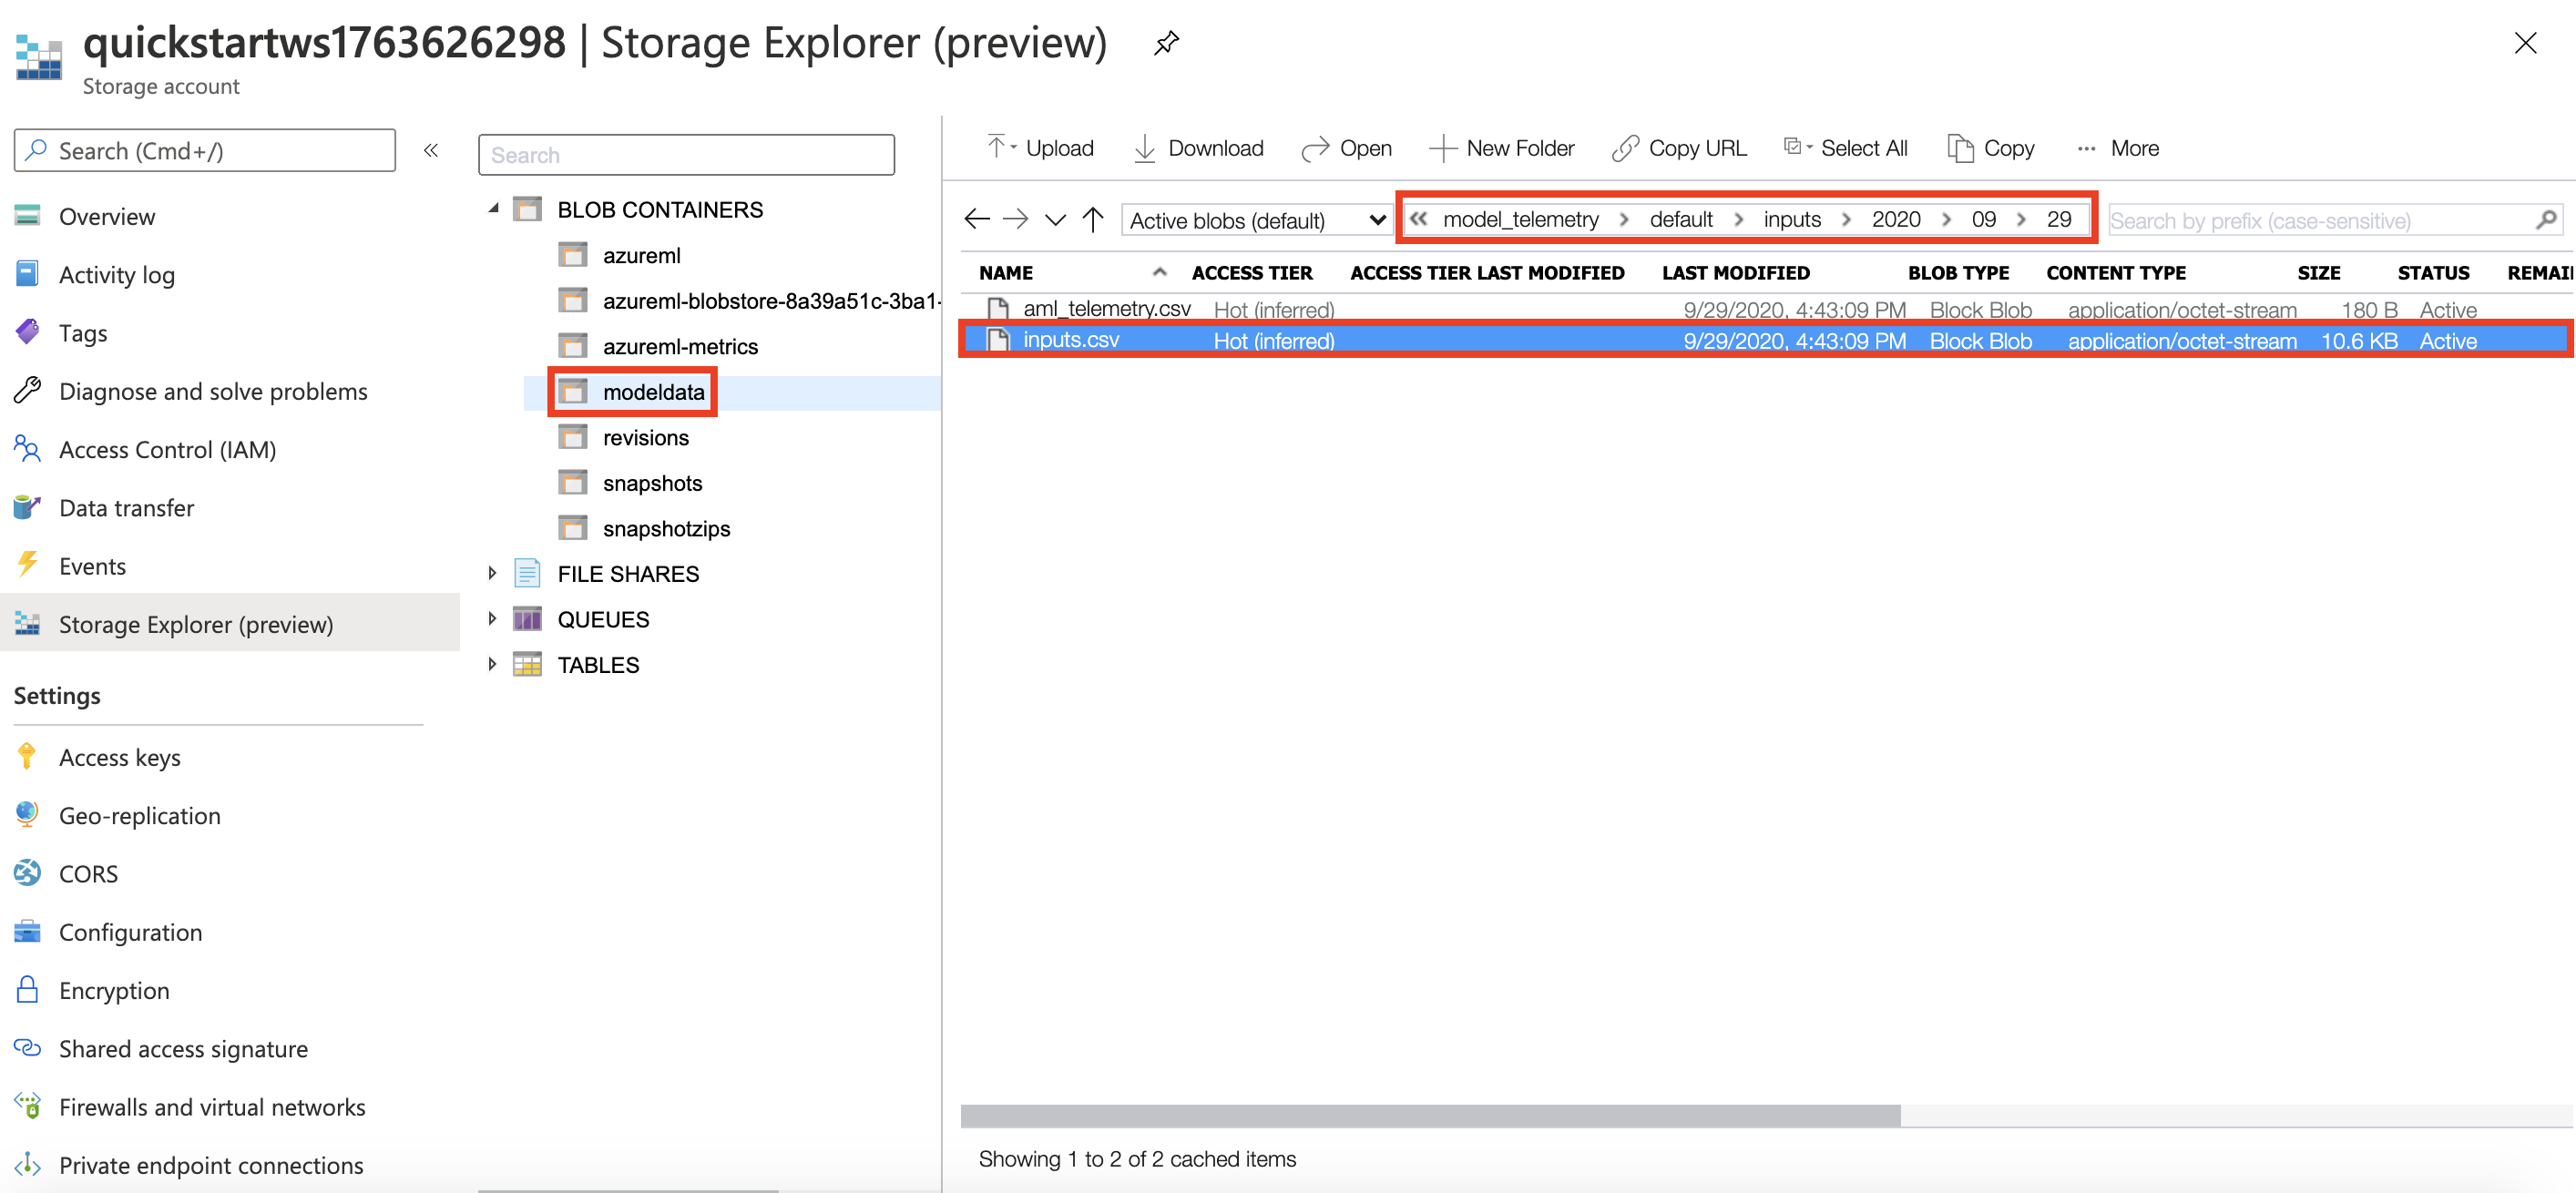 quickstartws1763626298 | Storage Explorer (preview)
Storage account
Search (Cmd+/)
«
Overview
Activity log
Tags
Diagnose and solve problems
Access Control (IAM)
Data transfer
Events
Storage Explorer (preview)
Settings
Access keys
Geo-replication
CORS
Configuration
Encryption
Shared access signature
Firewalls and virtual networks
Private endpoint connections
Search
BLOB CONTAINERS
azureml
azureml-blobstore-8a39a51c-3ba1-
azureml-metrics
modeldata
revisions
snapshots
snapshotzips
FILE SHARES
QUEUES
TABLES
Upload Download Open New Folder Copy URL Select All Copy ... More
Active blobs (default) « model_telemetry > default > inputs > 2020 > 09 > 29 Search by prefix (case-sensitive)
NAME ACCESS TIER ACCESS TIER LAST MODIFIED LAST MODIFIED BLOB TYPE CONTENT TYPE SIZE STATUS REMAI
aml_telemetry.csv Hot (inferred) 9/29/2020, 4:43:09 PM Block Blob application/octet-stream 180 B Active
inputs.csv Hot (inferred) 9/29/2020, 4:43:09 PM Block Blob application/octet-stream 10.6 KB Active
Showing 1 to 2 of 2 cached items